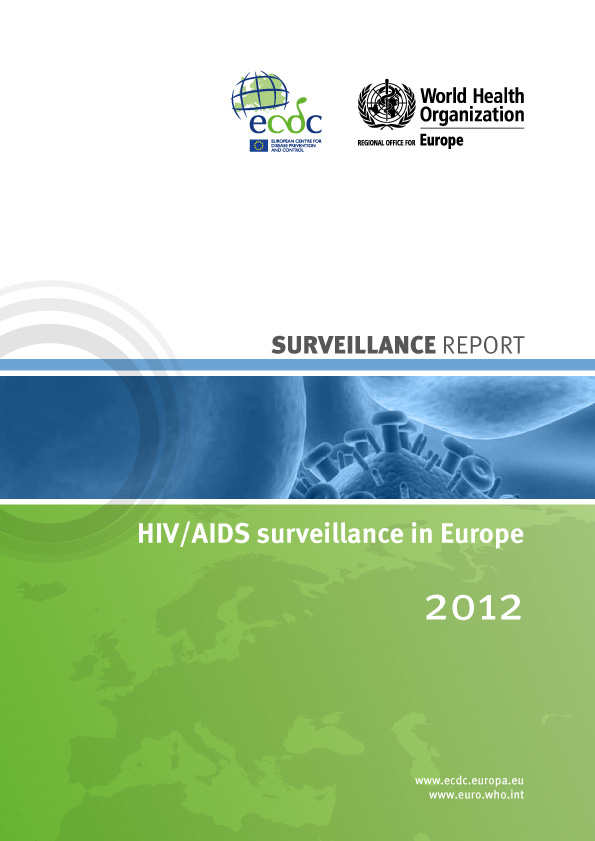 ecdc
EUROPEAN CENTRE FOR
DISEASE PREVENTION
AND CONTROL
World Health
Organization
REGIONAL OFFICE FOR Europe
SURVEILLANCE REPORT
HIV/AIDS surveillance in Europe
2012
www.ecdc.europa.eu
www.euro.who.int